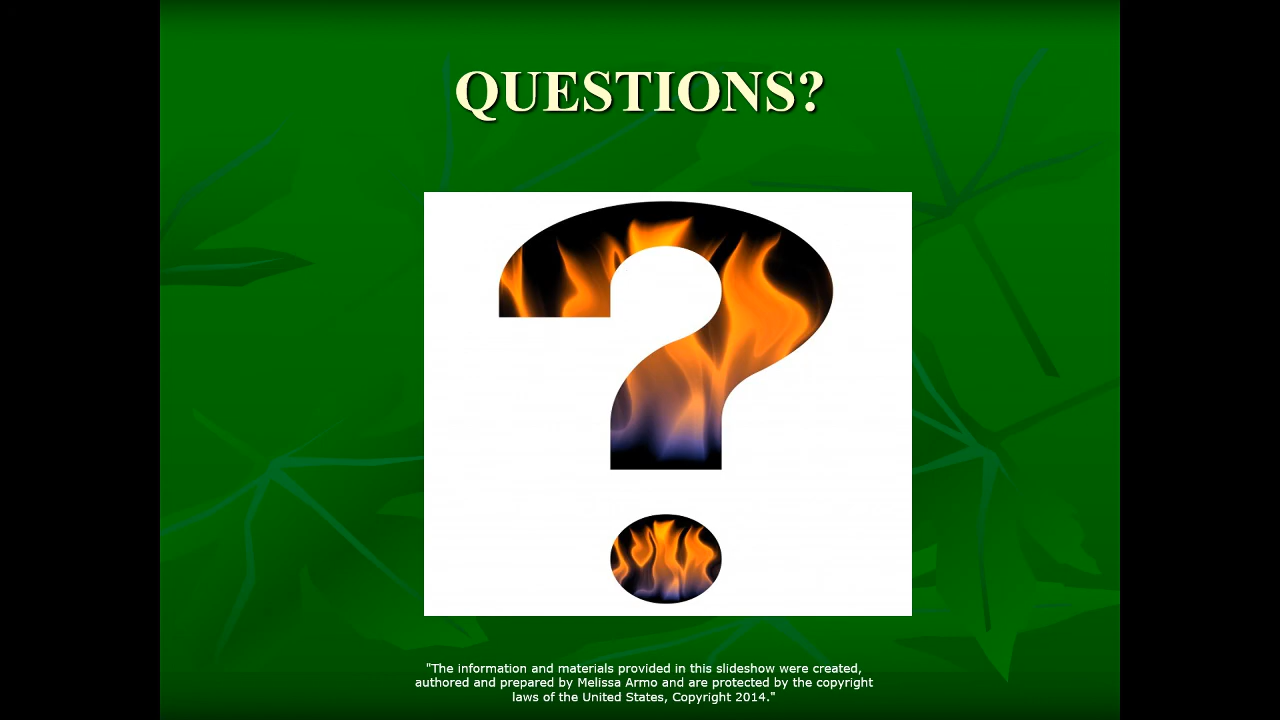 QUESTIONS?
"The information and materials provided in this slideshow were created,
authored and prepared by Melissa Armo and are protected by the copyright
laws of the United States, Copyright 2014."